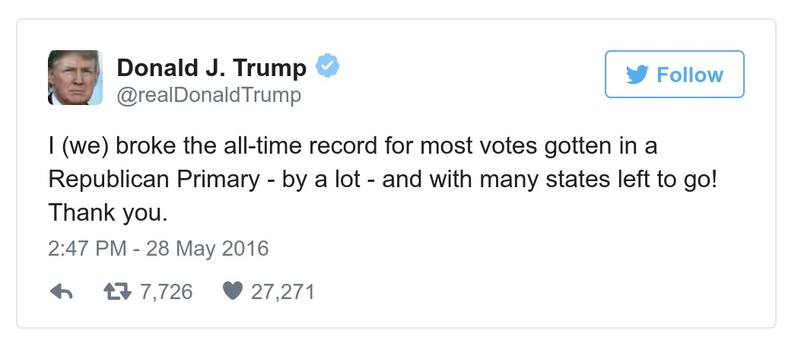 Donald J. Trump
@realDonaldTrump
Follow
I (we) broke the all-time record for most votes gotten in a
Republican Primary - by a lot - and with many states left to go!
Thank you.
2:47 PM - 28 May 2016
7,726 27,271